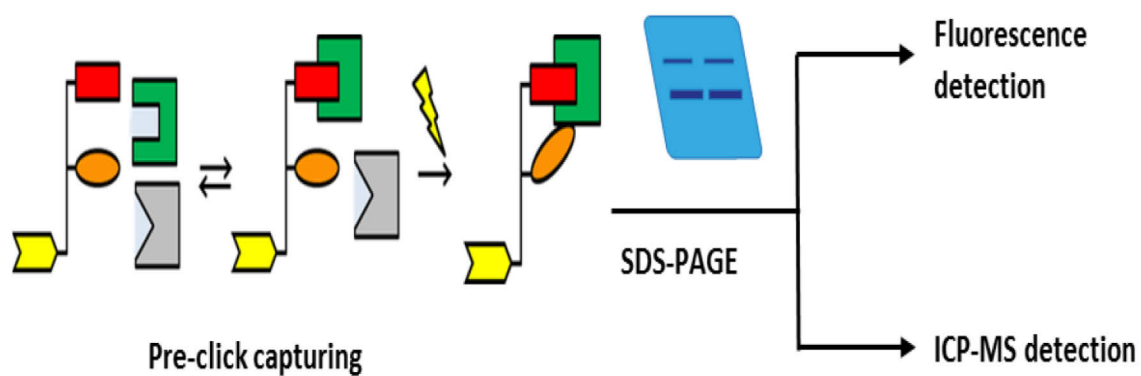 Fluorescence
detection
SDS-PAGE
Pre-click capturing
ICP-MS detection